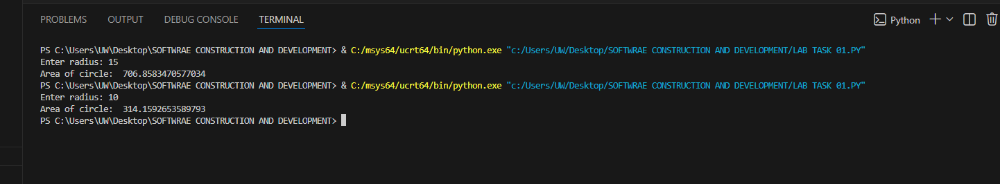 PROBLEMS OUTPUT DEBUG CONSOLE TERMINAL Python
PS C:\Users\UW\Desktop\SOFTWRAE CONSTRUCTION AND DEVELOPMENT> & C:/msys64/ucrt64/bin/python.exe "c:/Users/UW/Desktop/SOFTWRAE CONSTRUCTION AND DEVELOPMENT/LAB TASK 01.PY"
Enter radius: 15
Area of circle:  706.8583470577034
PS C:\Users\UW\Desktop\SOFTWRAE CONSTRUCTION AND DEVELOPMENT> & C:/msys64/ucrt64/bin/python.exe "c:/Users/UW/Desktop/SOFTWRAE CONSTRUCTION AND DEVELOPMENT/LAB TASK 01.PY"
Enter radius: 10
Area of circle:  314.1592653589793
PS C:\Users\UW\Desktop\SOFTWRAE CONSTRUCTION AND DEVELOPMENT>